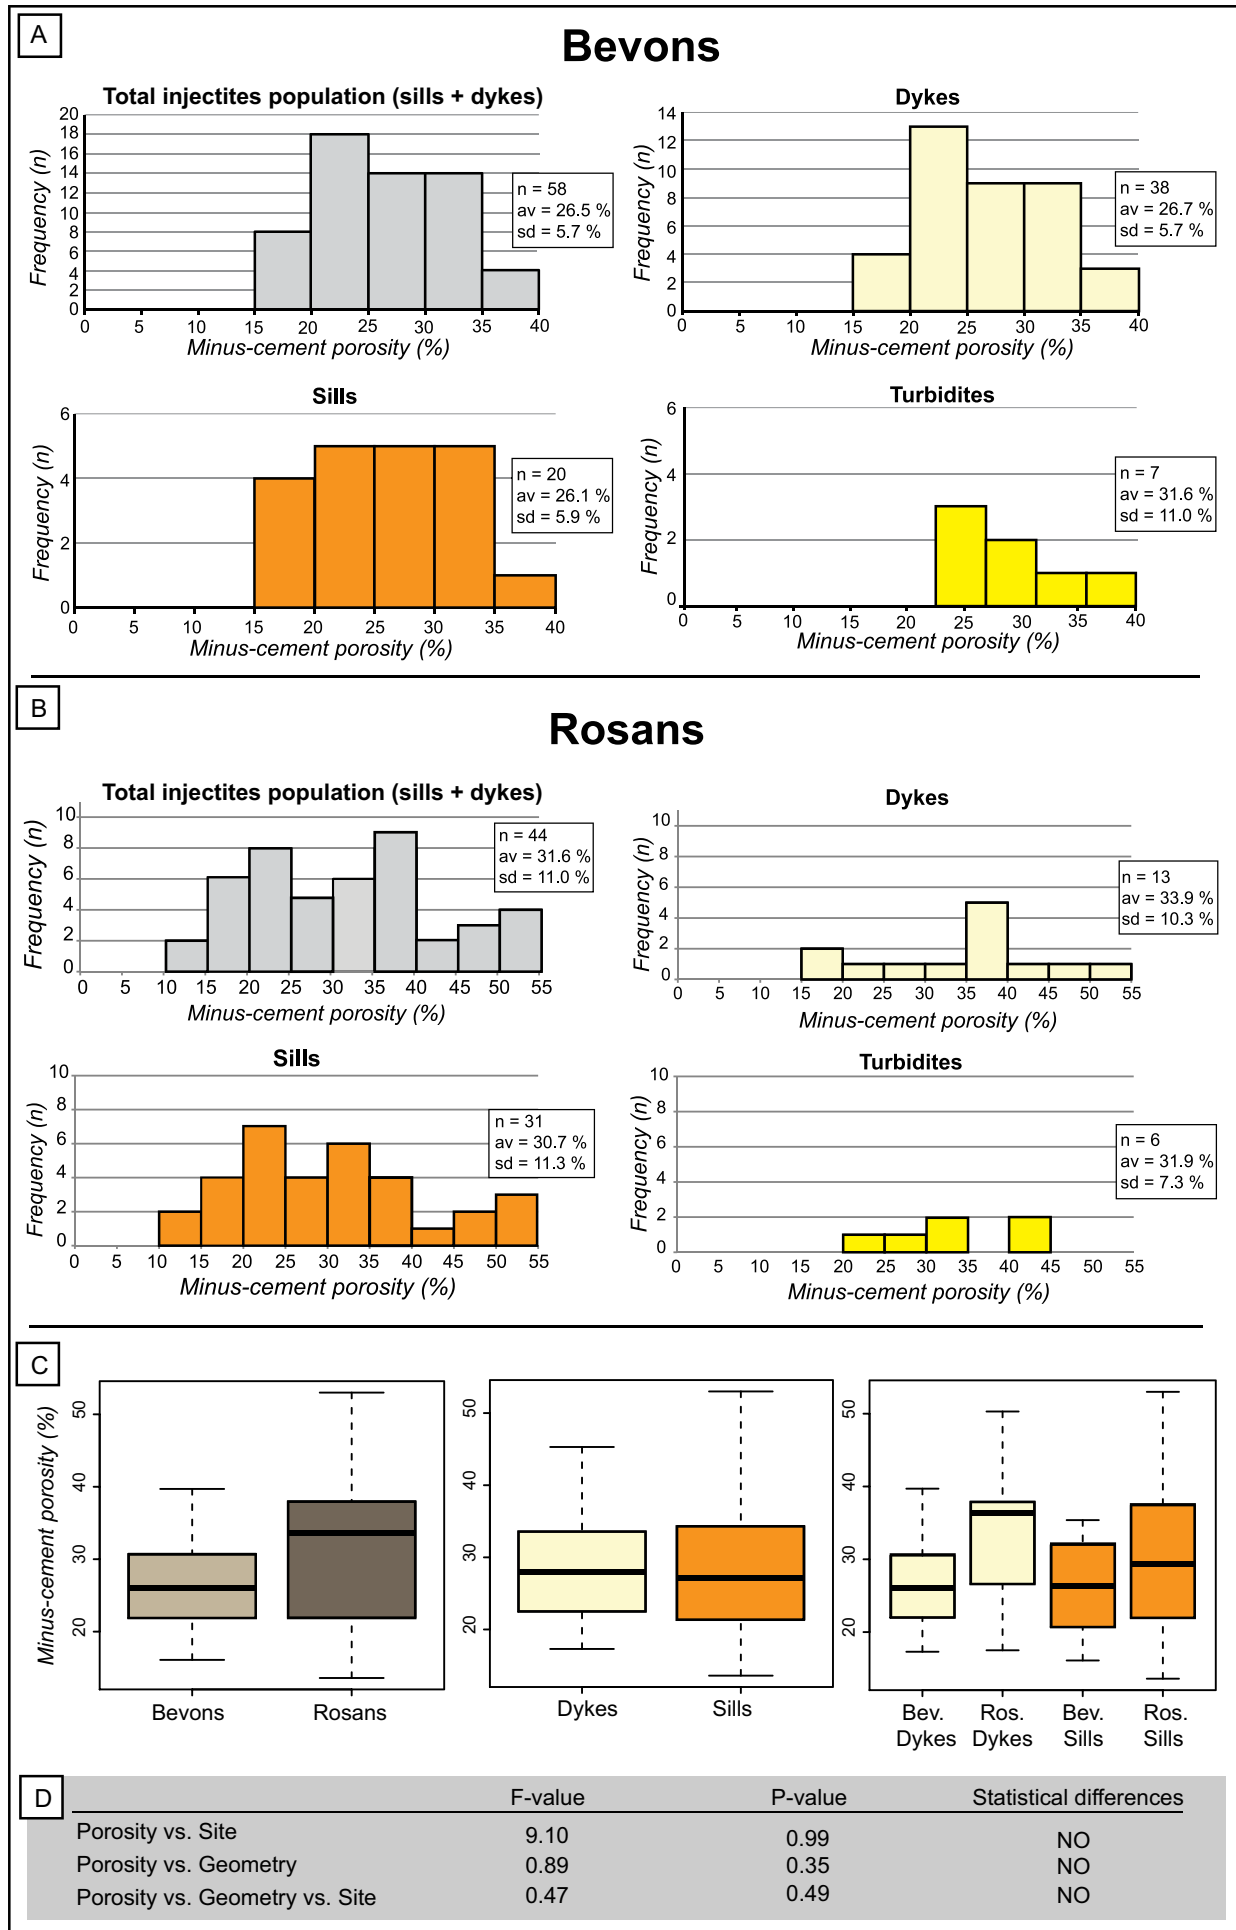 A
Bevons
Total injectites population (sills + dykes)
Frequency (n)
20
18
16
14
12
10
8
6
4
2
0
0 5 10 15 20 25 30 35 40
Minus-cement porosity (%)
n = 58
av = 26.5 %
sd = 5.7 %
Dykes
Frequency (n)
14
12
10
8
6
4
2
0
0 5 10 15 20 25 30 35 40
Minus-cement porosity (%)
n = 38
av = 26.7 %
sd = 5.7 %
Sills
Frequency (n)
6
4
2
0
0 5 10 15 20 25 30 35 40
Minus-cement porosity (%)
n = 20
av = 26.1 %
sd = 5.9 %
Turbidites
Frequency (n)
6
4
2
0
0 5 10 15 20 25 30 35 40
Minus-cement porosity (%)
n = 7
av = 31.6 %
sd = 11.0 %
B
Rosans
Total injectites population (sills + dykes)
Frequency (n)
10
8
6
4
2
0
0 5 10 15 20 25 30 35 40 45 50 55
Minus-cement porosity (%)
n = 44
av = 31.6 %
sd = 11.0 %
Dykes
Frequency (n)
10
8
6
4
2
0
0 5 10 15 20 25 30 35 40 45 50 55
Minus-cement porosity (%)
n = 13
av = 33.9 %
sd = 10.3 %
Sills
Frequency (n)
10
8
6
4
2
0
0 5 10 15 20 25 30 35 40 45 50 55
Minus-cement porosity (%)
n = 31
av = 30.7 %
sd = 11.3 %
Turbidites
Frequency (n)
10
8
6
4
2
0
0 5 10 15 20 25 30 35 40 45 50 55
Minus-cement porosity (%)
n = 6
av = 31.9 %
sd = 7.3 %
C
Minus-cement porosity (%)
50
40
30
20
Bevons Rosans
50
40
30
20
Dykes Sills
50
40
30
20
Bev. Ros. Bev. Ros.
Dykes Dykes Sills Sills
D
F-value P-value Statistical differences
Porosity vs. Site 9.10 0.99 NO
Porosity vs. Geometry 0.89 0.35 NO
Porosity vs. Geometry vs. Site 0.47 0.49 NO